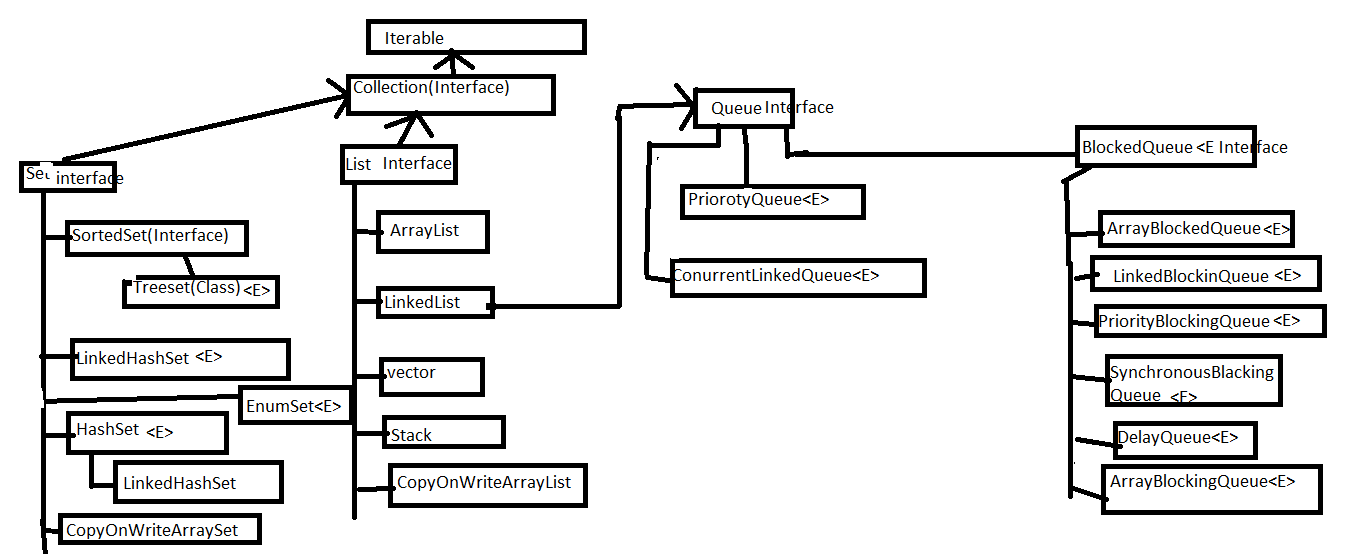 Iterable
Collection(Interface)
Queue Interface
BlockedQueue <E Interface
Set interface
List Interface
SortedSet(Interface)
Treeset(Class) <E>
LinkedHashSet <E>
EnumSet<E>
HashSet <E>
LinkedHashSet
CopyOnWriteArraySet
ArrayList
LinkedList
vector
Stack
CopyOnWriteArrayList
PriorotyQueue<E>
ConurrentLinkedQueue<E>
ArrayBlockedQueue <E>
LinkedBlockinQueue <E>
PriorityBlockingQueue <E>
SynchronousBlacking
Queue <E>
DelayQueue<E>
ArrayBlockingQueue<E>